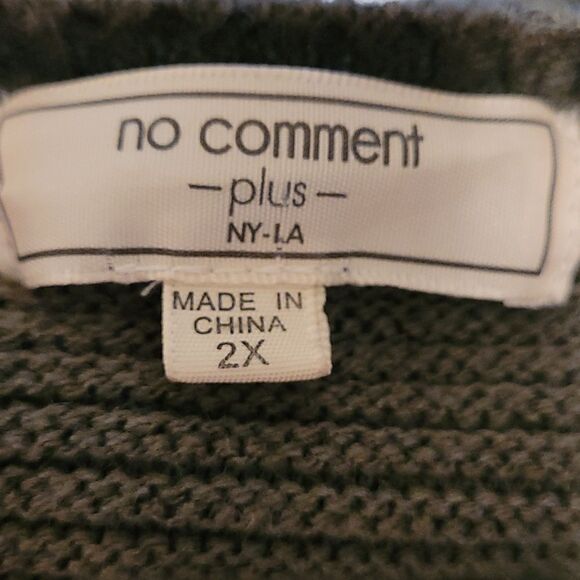 no comment
—plus—
NY-LA
MADE IN
CHINA
2X